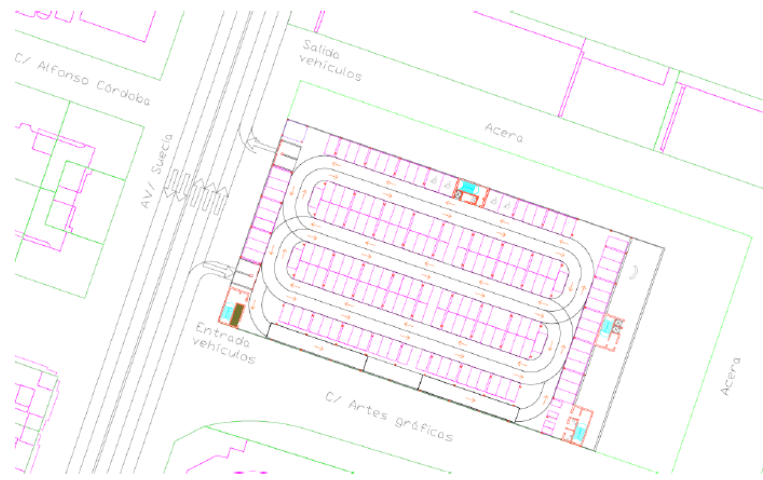 Salida
vehículos
C/ Alfonso Córdoba
Acera
AV/ Suecia
Entrada
vehículos
C/ Artes gráficas
Acera